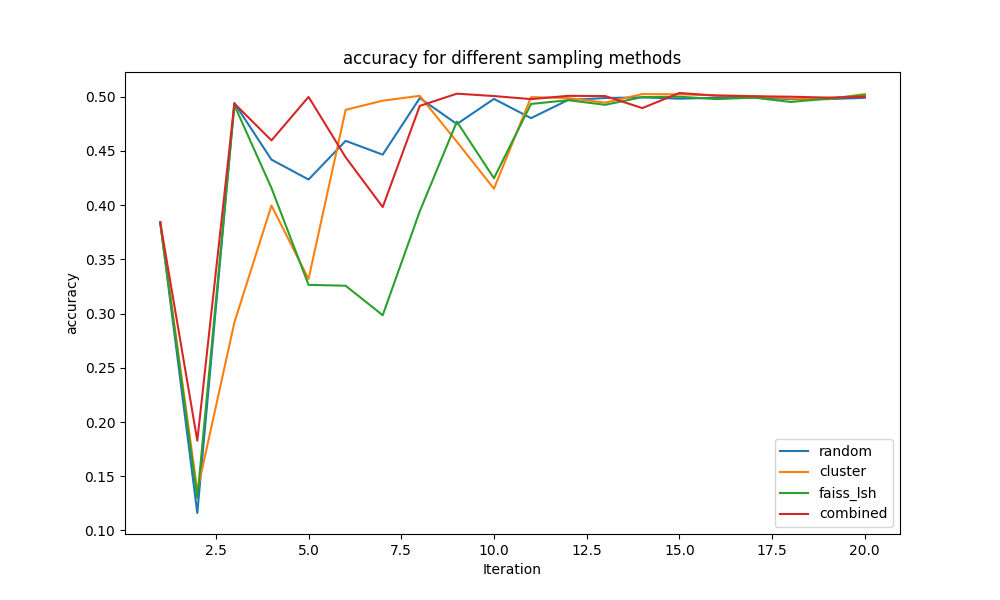 accuracy for different sampling methods
accuracy
0.50
0.45
0.40
0.35
0.30
0.25
0.20
0.15
0.10
2.5 5.0 7.5 10.0 12.5 15.0 17.5 20.0
Iteration
random
cluster
faiss_lsh
combined